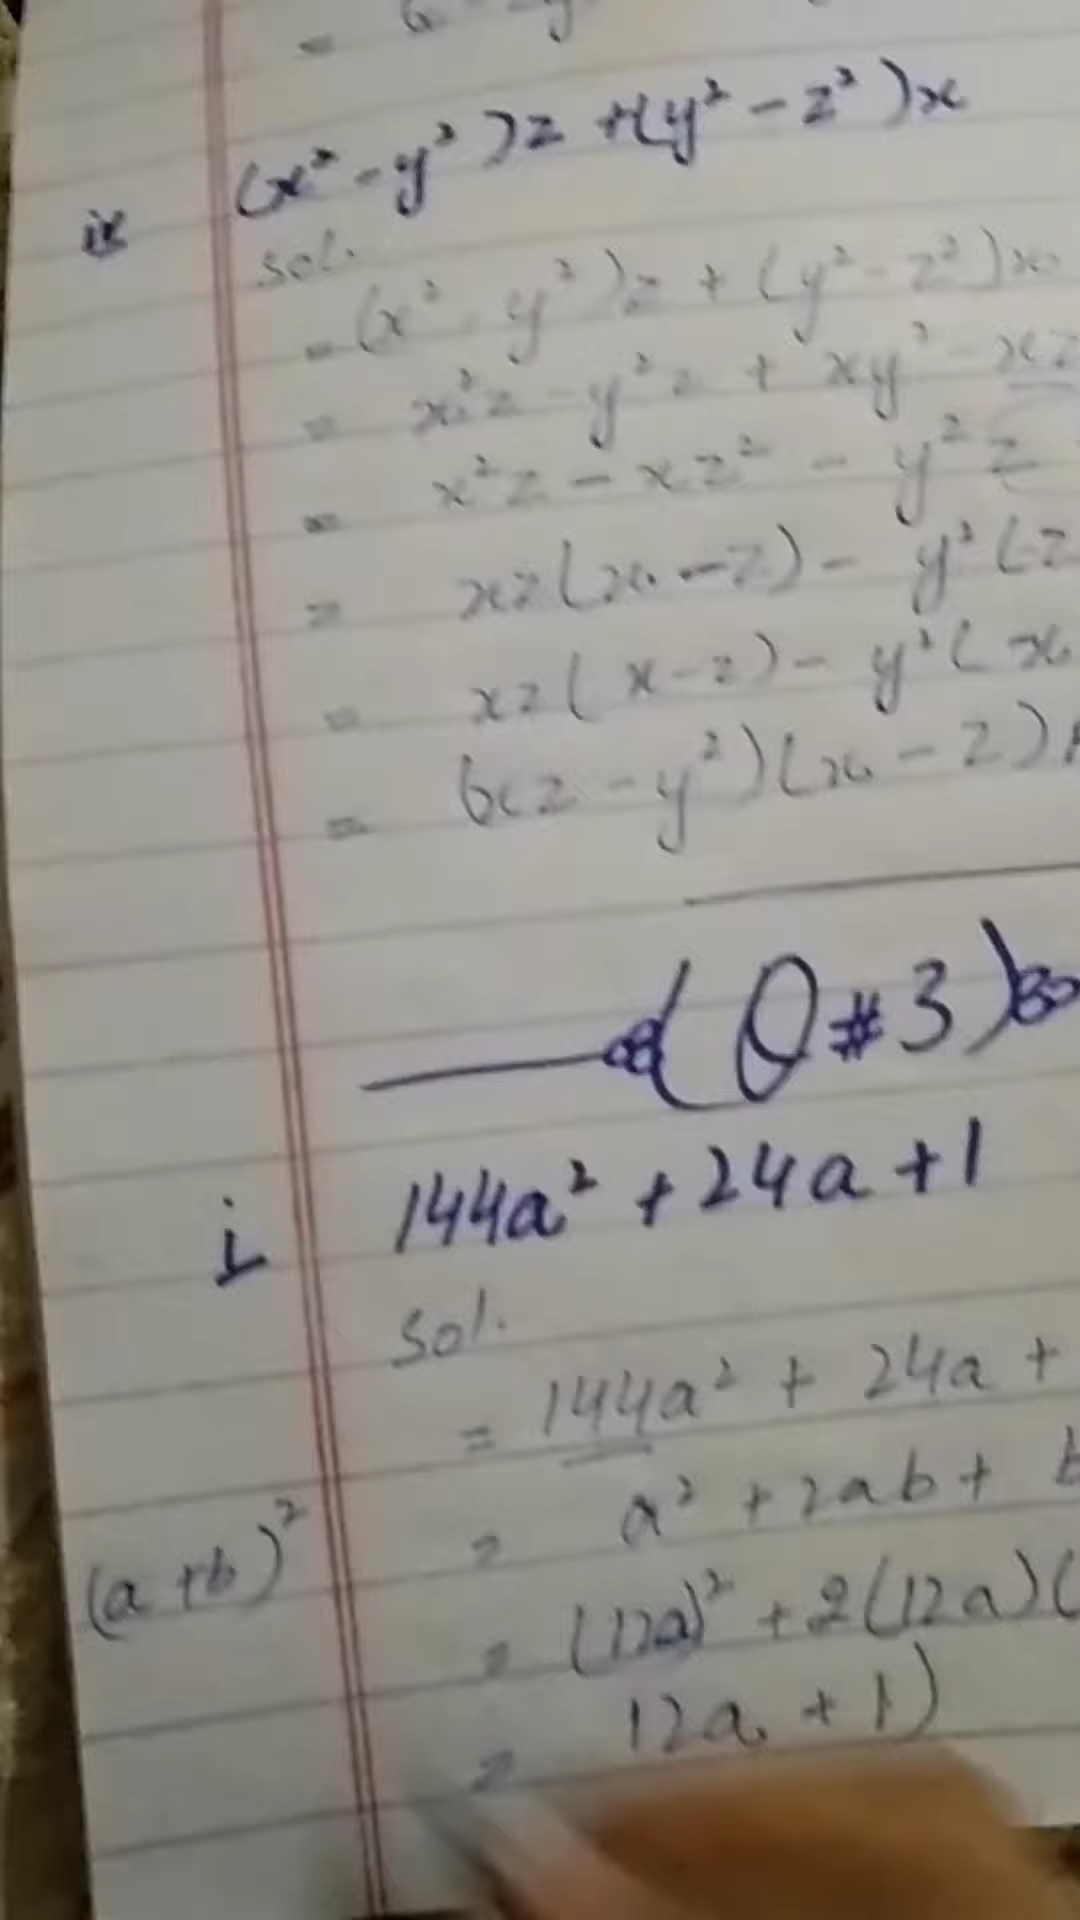 ix (x² - y²)z + (y² - z²)x
sol.
= (x² - y²)z + (y² - z²)x
= x²z - y²z + xy² - xz
= x²z - xz² - y²z
= xz(x - z) - y²(z
= xz(x - z) - y²(x
= (xz - y²)(x - z)
(Q#3)
i 144a² + 24a + 1
Sol.
= 144a² + 24a +
= a² + 2ab + b
(a + b)²
= (12a)² + 2(12a)(
= 12a + 1)